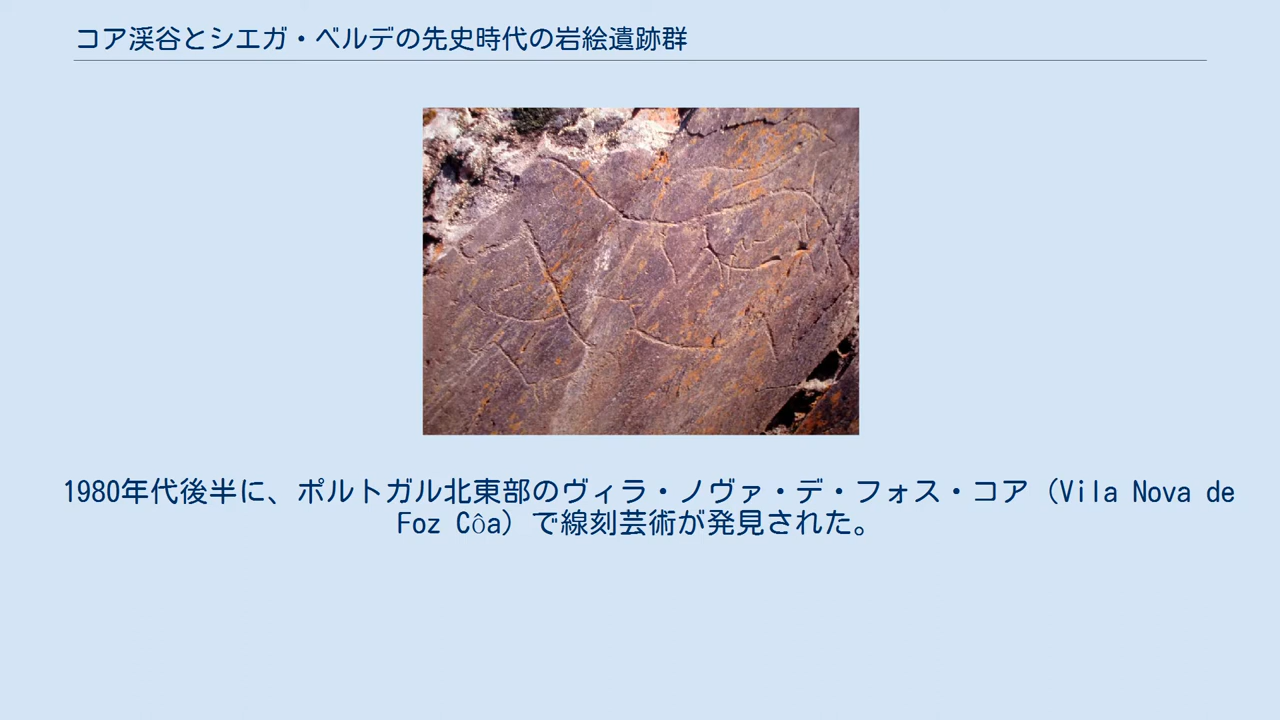 コア渓谷とシエガ・ベルデの先史時代の岩絵遺跡群
1980年代後半に、ポルトガル北東部のヴィラ・ノヴァ・デ・フォス・コア（Vila Nova de
Foz Côa）で線刻芸術が発見された。